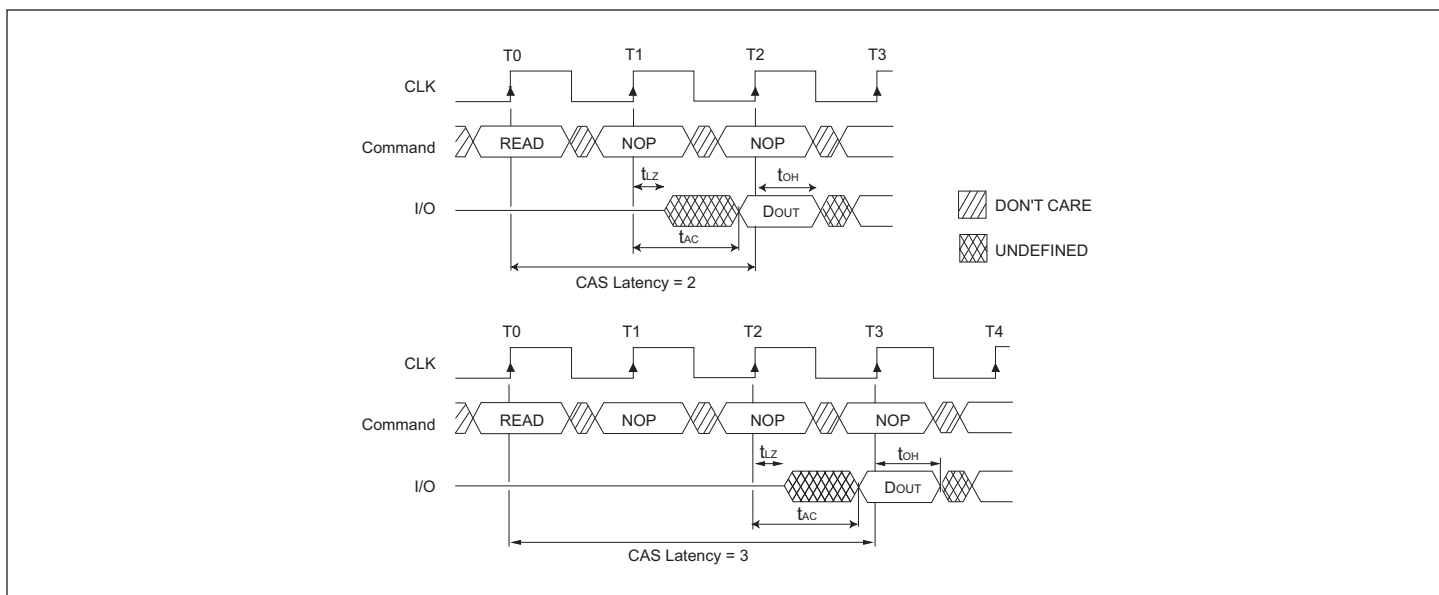 T0 T1 T2 T3
CLK
Command READ NOP NOP
tLZ tOH
I/O DOUT
tAC
CAS Latency = 2
DON'T CARE
UNDEFINED
T0 T1 T2 T3 T4
CLK
Command READ NOP NOP NOP
tLZ tOH
I/O DOUT
tAC
CAS Latency = 3